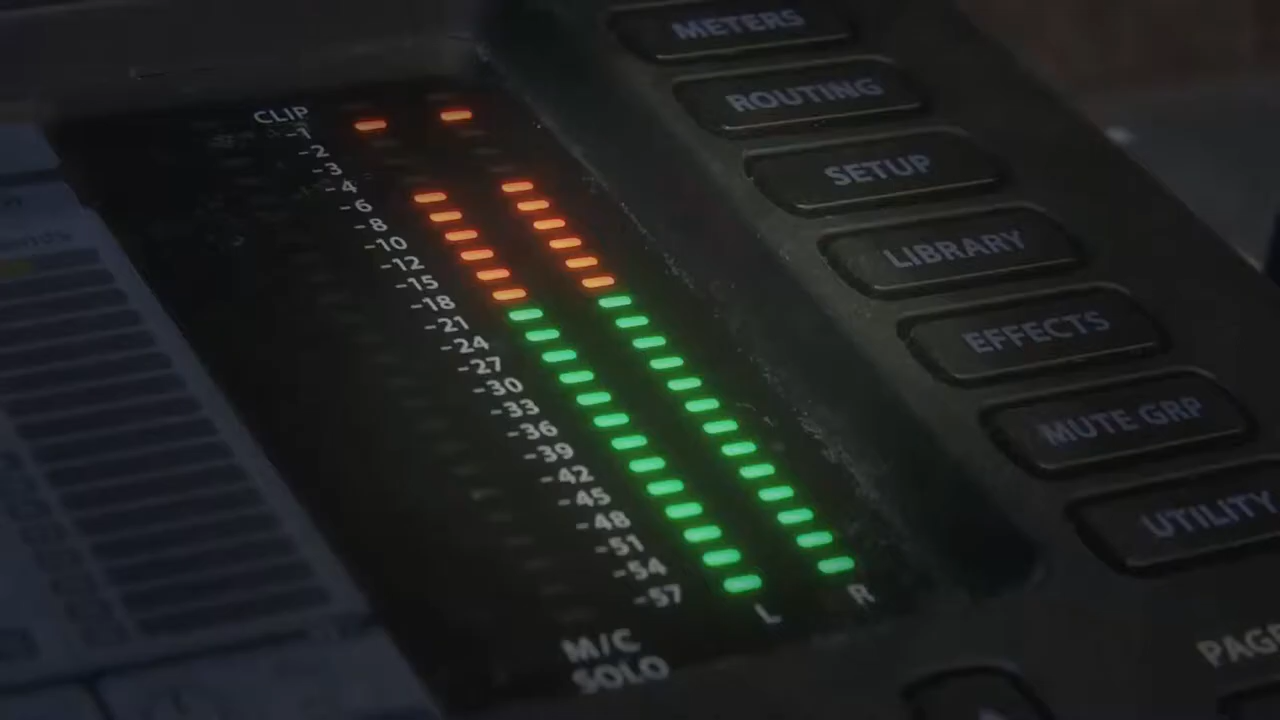 METERS
ROUTING
SETUP
LIBRARY
EFFECTS
MUTE GRP
UTILITY
CLIP
-1
-2
-3
-4
-6
-8
-10
-12
-15
-18
-21
-24
-27
-30
-33
-36
-39
-42
-45
-48
-51
-54
-57
L R
M/C
SOLO
PAGE